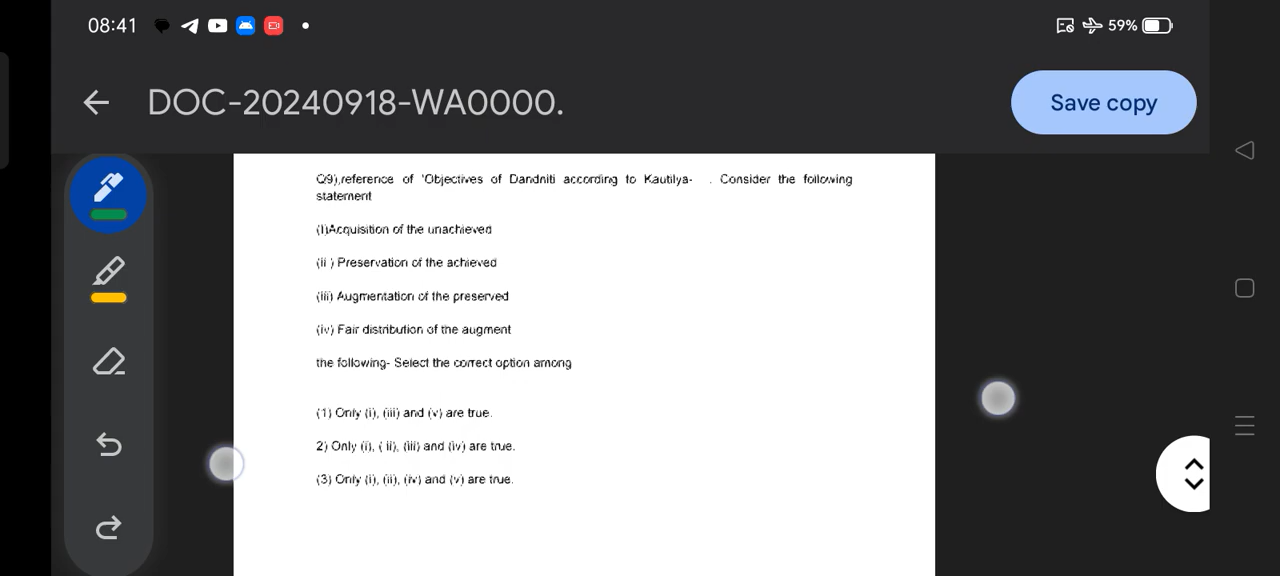 08:41
59%
DOC-20240918-WA0000.
Save copy
Q9),reference of 'Objectives of Dandniti according to Kautilya- . Consider the following
statement
(I)Acquisition of the unachieved
(ii ) Preservation of the achieved
(iii) Augmentation of the preserved
(iv) Fair distribution of the augment
the following- Select the correct option among
(1) Only (i), (iii) and (v) are true.
2) Only (i), ( ii), (iii) and (iv) are true.
(3) Only (i), (ii), (iv) and (v) are true.